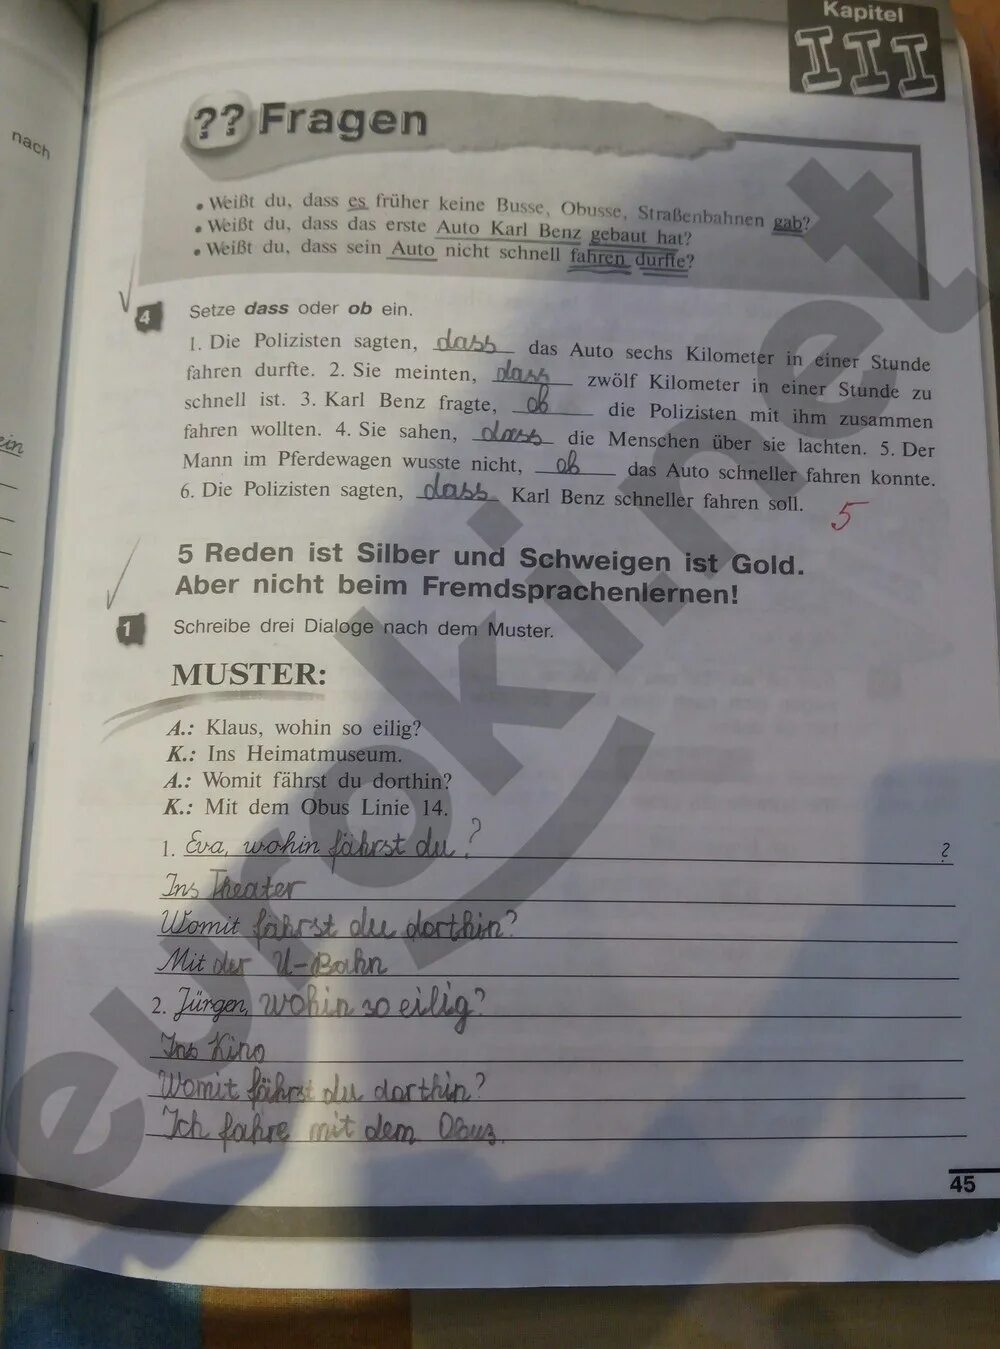 Kapitel
III
nach
?? Fragen
• Weißt du, dass es früher keine Busse, Obusse, Straßenbahnen gab?
• Weißt du, dass das erste Auto Karl Benz gebaut hat?
• Weißt du, dass sein Auto nicht schnell fahren durfte?
4 Setze dass oder ob ein.
1. Die Polizisten sagten, dass das Auto sechs Kilometer in einer Stunde
fahren durfte. 2. Sie meinten, dass zwölf Kilometer in einer Stunde zu
schnell ist. 3. Karl Benz fragte, ob die Polizisten mit ihm zusammen
fahren wollten. 4. Sie sahen, dass die Menschen über sie lachten. 5. Der
ein
Mann im Pferdewagen wusste nicht, ob das Auto schneller fahren konnte.
6. Die Polizisten sagten, dass Karl Benz schneller fahren soll.
5
5 Reden ist Silber und Schweigen ist Gold.
Aber nicht beim Fremdsprachenlernen!
1 Schreibe drei Dialoge nach dem Muster.
MUSTER:
A.: Klaus, wohin so eilig?
K.: Ins Heimatmuseum.
A.: Womit fährst du dorthin?
K.: Mit dem Obus Linie 14.
1. Eva, wohin fährst du? ?
Ins Theater
Womit fährst du dorthin?
Mit der U-Bahn
2. Jürgen, wohin so eilig?
Ins Kino
Womit fährst du dorthin?
Ich fahre mit dem Obus.
45
euroki.net